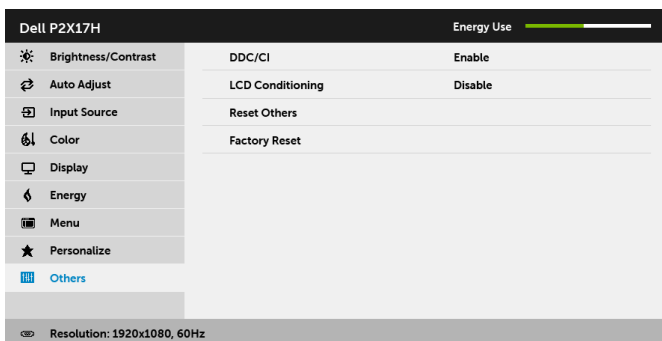 Dell P2X17H Energy Use
Brightness/Contrast DDC/CI Enable
Auto Adjust LCD Conditioning Disable
Input Source Reset Others
Color Factory Reset
Display
Energy
Menu
Personalize
Others
Resolution: 1920x1080, 60Hz